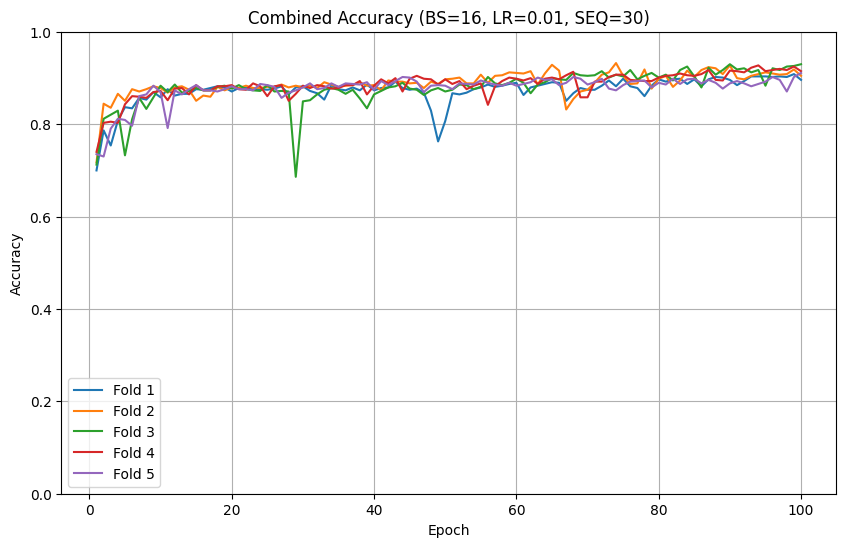 Combined Accuracy (BS=16, LR=0.01, SEQ=30)
1.0
0.8
0.6
0.4
0.2
0.0
Accuracy
Fold 1
Fold 2
Fold 3
Fold 4
Fold 5
0 20 40 60 80 100
Epoch